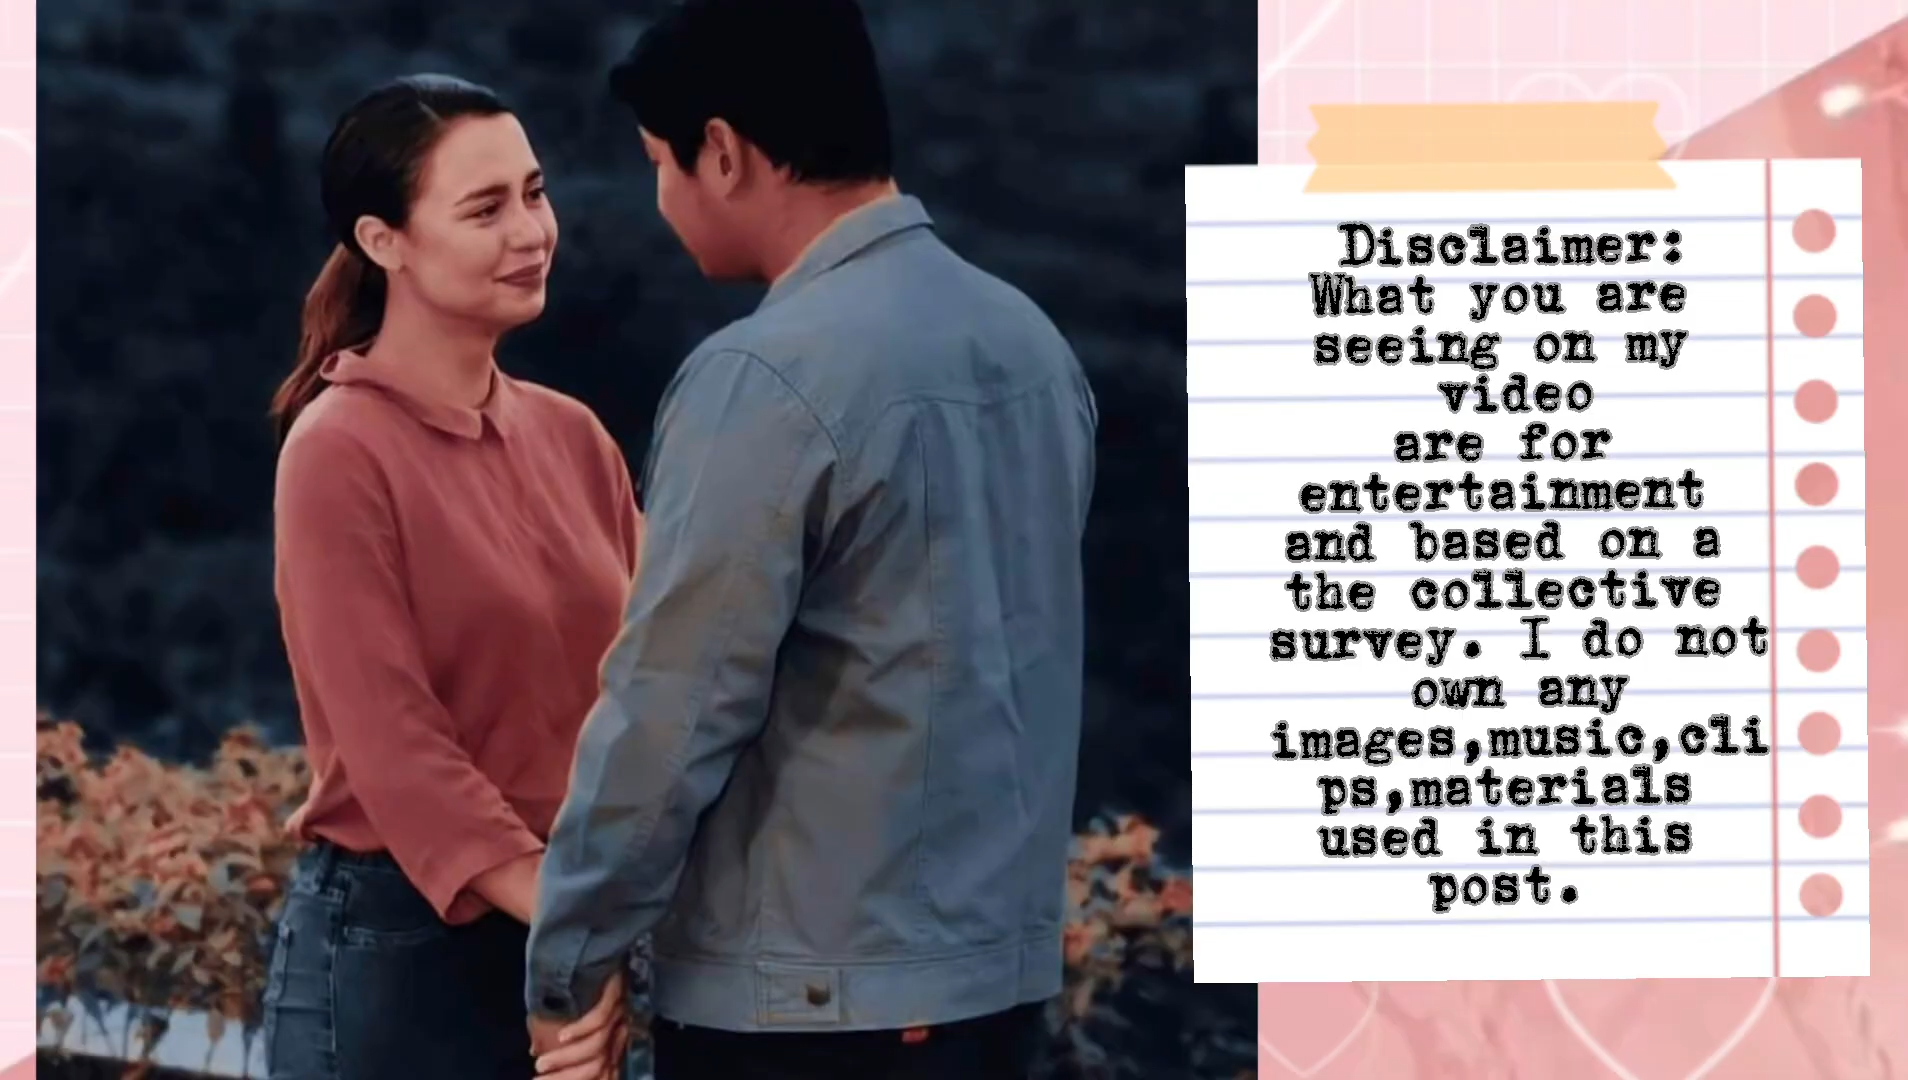 Disclaimer:
What you are
seeing on my
video
are for
entertainment
and based on a
the collective
survey. I do not
own any
images,music,cli
ps,materials
used in this
post.